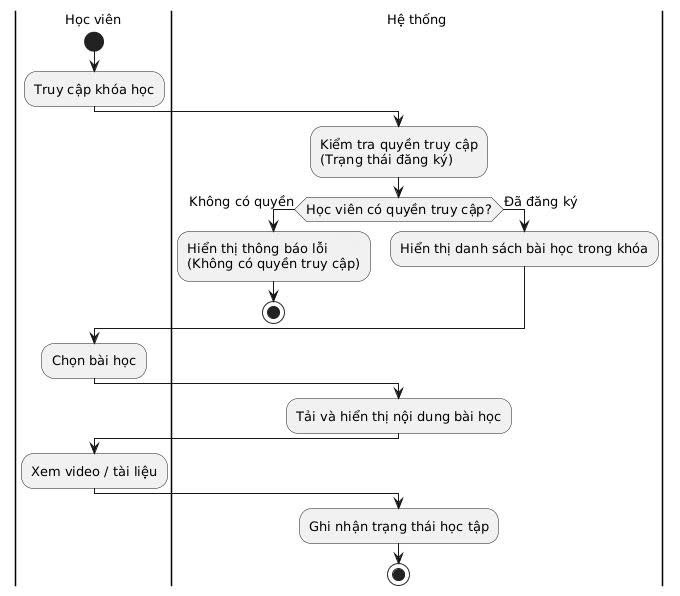 Học viên
Hệ thống
Truy cập khóa học
Kiểm tra quyền truy cập
(Trạng thái đăng ký)
Không có quyền
Học viên có quyền truy cập?
Đã đăng ký
Hiển thị thông báo lỗi
(Không có quyền truy cập)
Hiển thị danh sách bài học trong khóa
Chọn bài học
Tải và hiển thị nội dung bài học
Xem video / tài liệu
Ghi nhận trạng thái học tập